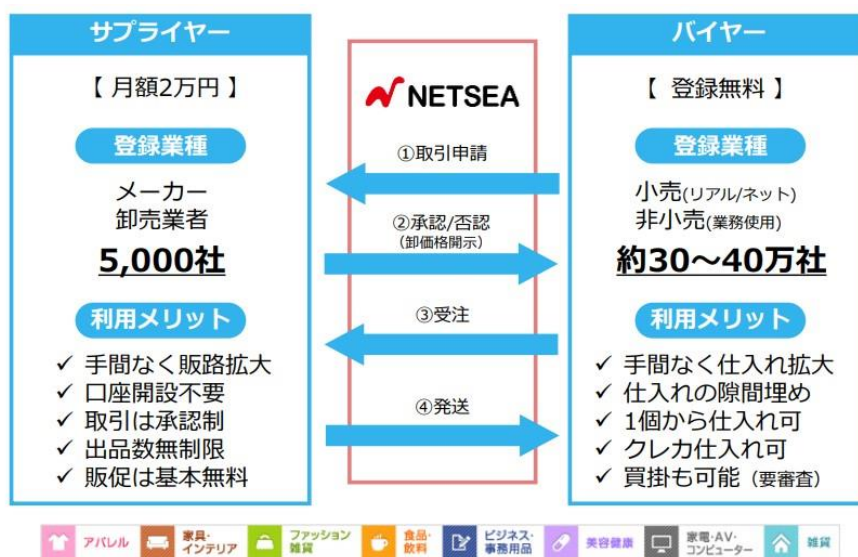 サプライヤー
【 月額2万円 】
登録業種
メーカー
卸売業者
5,000社
利用メリット
✓ 手間なく販路拡大
✓ 口座開設不要
✓ 取引は承認制
✓ 出品数無制限
✓ 販促は基本無料
NETSEA
①取引申請
②承認/否認
(卸価格開示)
③受注
④発送
バイヤー
【 登録無料 】
登録業種
小売(リアル/ネット)
非小売(業務使用)
約30～40万社
利用メリット
✓ 手間なく仕入れ拡大
✓ 仕入れの隙間埋め
✓ 1個から仕入れ可
✓ クレカ仕入れ可
✓ 買掛も可能（要審査）
アパレル
家具・
インテリア
ファッション
雑貨
食品・
飲料
ビジネス・
事務用品
美容健康
家電・AV・
コンピューター
雑貨